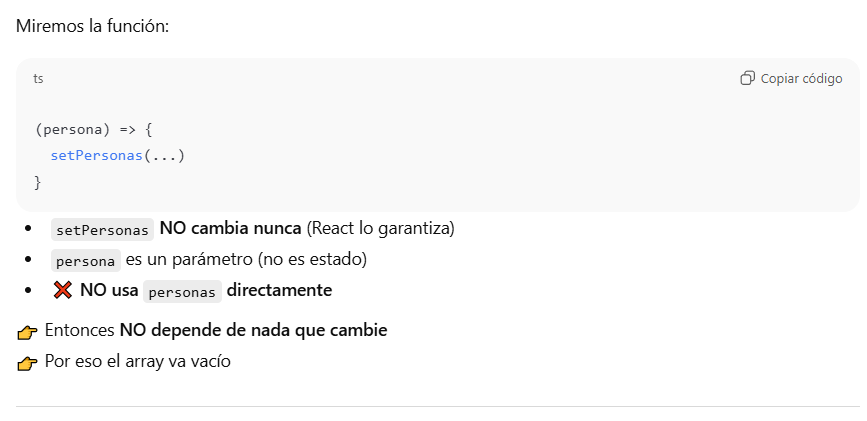 Miremos la función:
ts
Copiar código
(persona) => {
setPersonas(...)
}
setPersonas NO cambia nunca (React lo garantiza)
persona es un parámetro (no es estado)
❌ NO usa personas directamente
👉 Entonces NO depende de nada que cambie
👉 Por eso el array va vacío